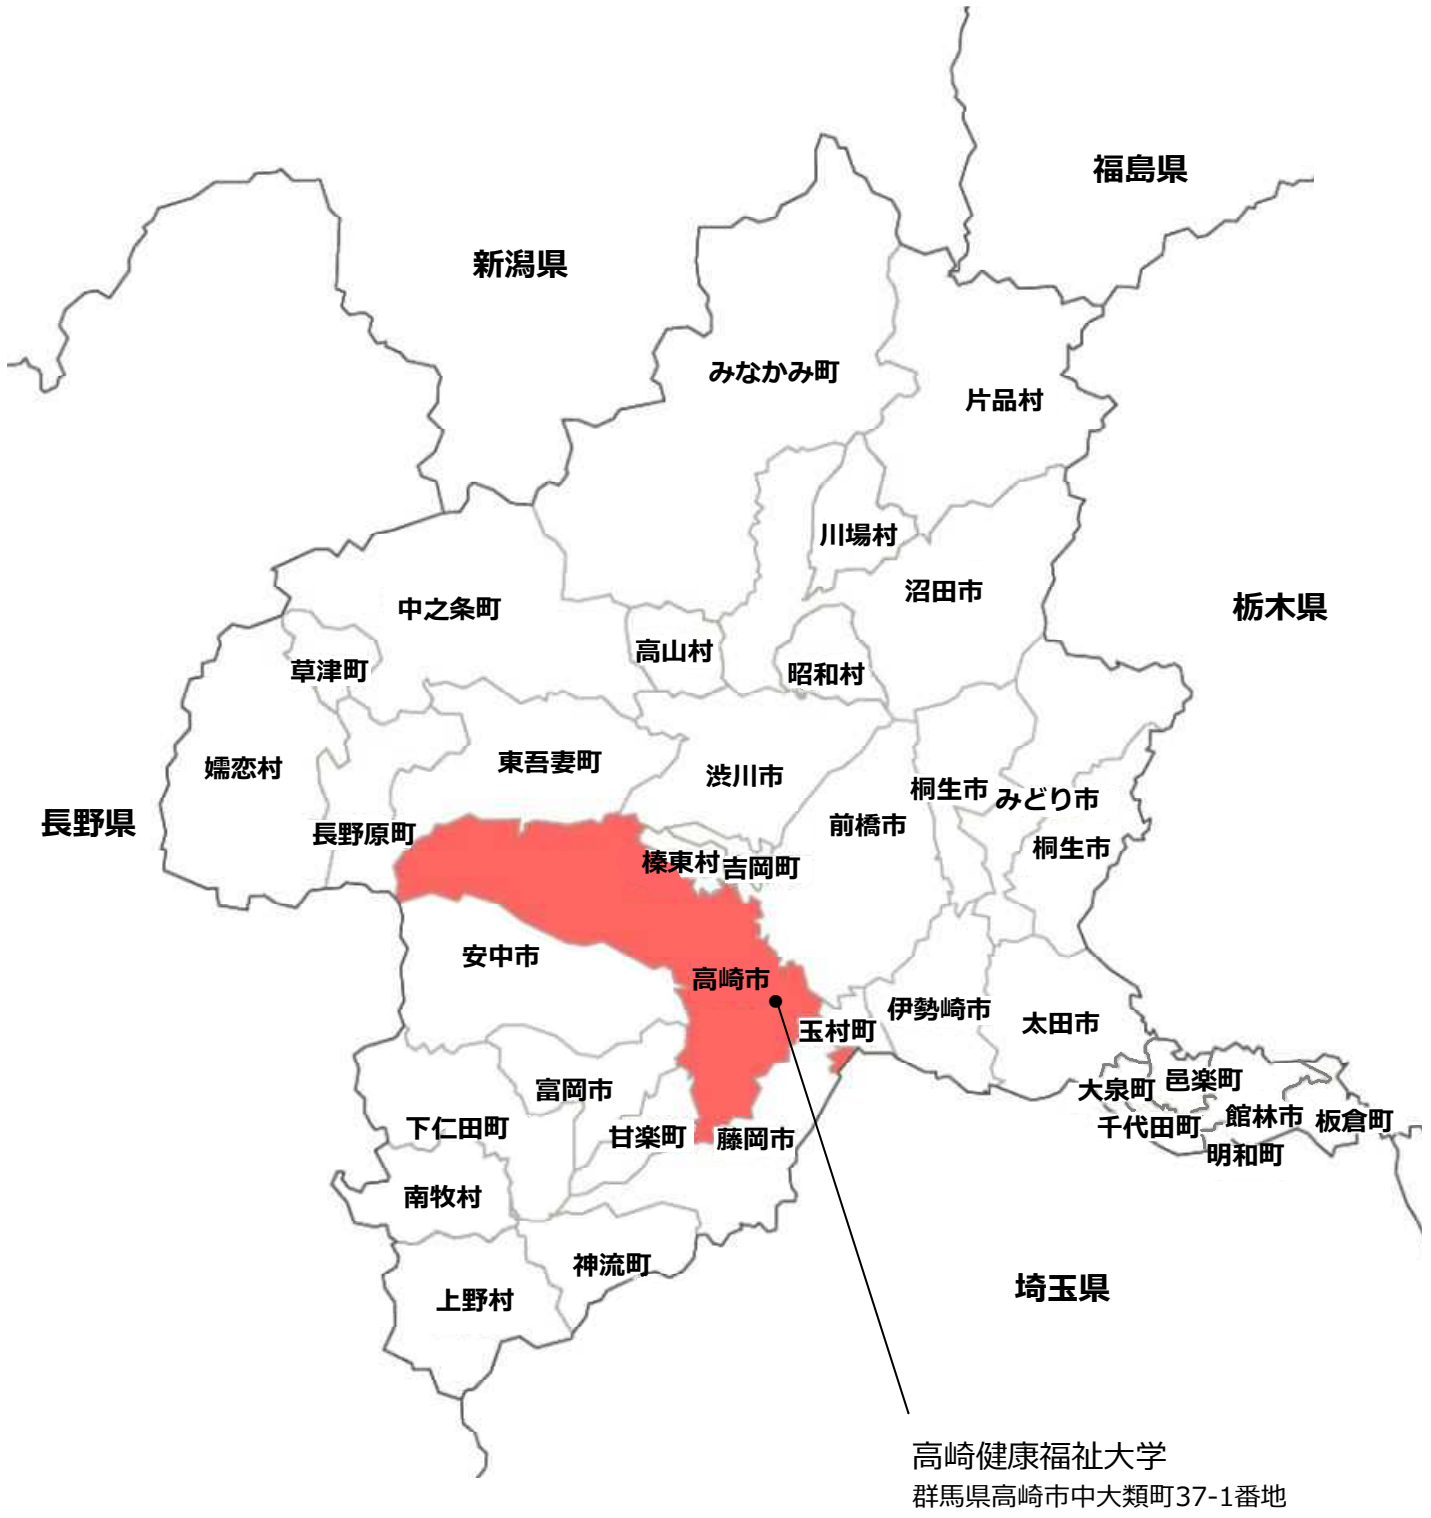 福島県
新潟県
みなかみ町
片品村
川場村
沼田市
中之条町
栃木県
高山村
草津町
昭和村
東吾妻町
嬬恋村
渋川市
桐生市
みどり市
長野県
長野原町
前橋市
桐生市
榛東村
吉岡町
安中市
高崎市
伊勢崎市
太田市
玉村町
邑楽町
大泉町
富岡市
館林市
板倉町
千代田町
下仁田町
甘楽町
藤岡市
明和町
南牧村
神流町
埼玉県
上野村
高崎健康福祉大学
群馬県高崎市中大類町37-1番地